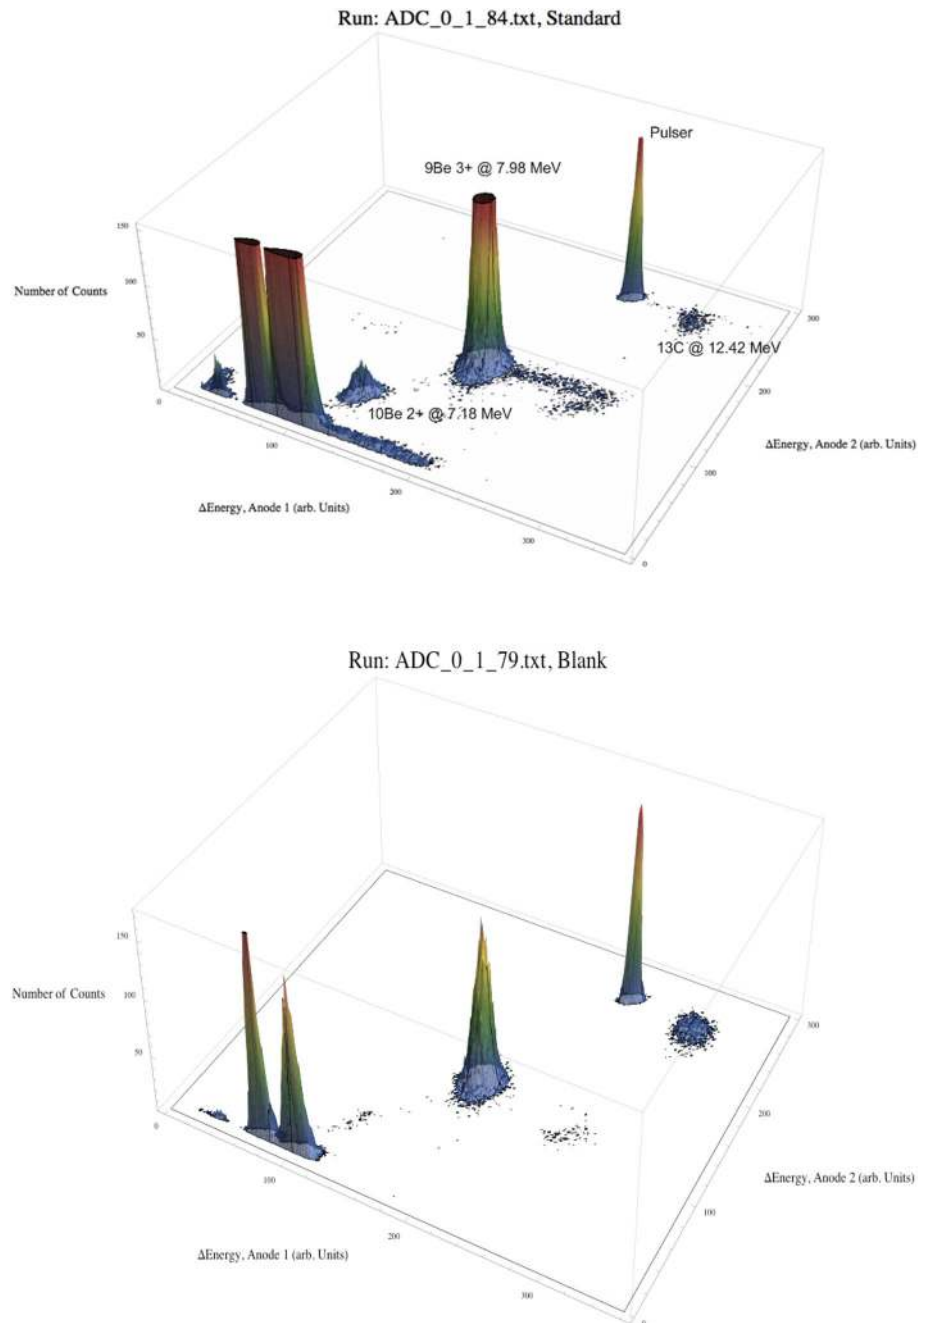 Run: ADC_0_1_84.txt, Standard
Pulser
9Be 3+ @ 7.98 MeV
150
100
Number of Counts
50
300
13C @ 12.42 MeV
0
200
10Be 2+ @ 7.18 MeV
100
ΔEnergy, Anode 2 (arb. Units)
100
200
ΔEnergy, Anode 1 (arb. Units)
300
0
Run: ADC_0_1_79.txt, Blank
150
Number of Counts
100
300
50
200
0
100
ΔEnergy, Anode 2 (arb. Units)
100
200
ΔEnergy, Anode 1 (arb. Units)
300
0